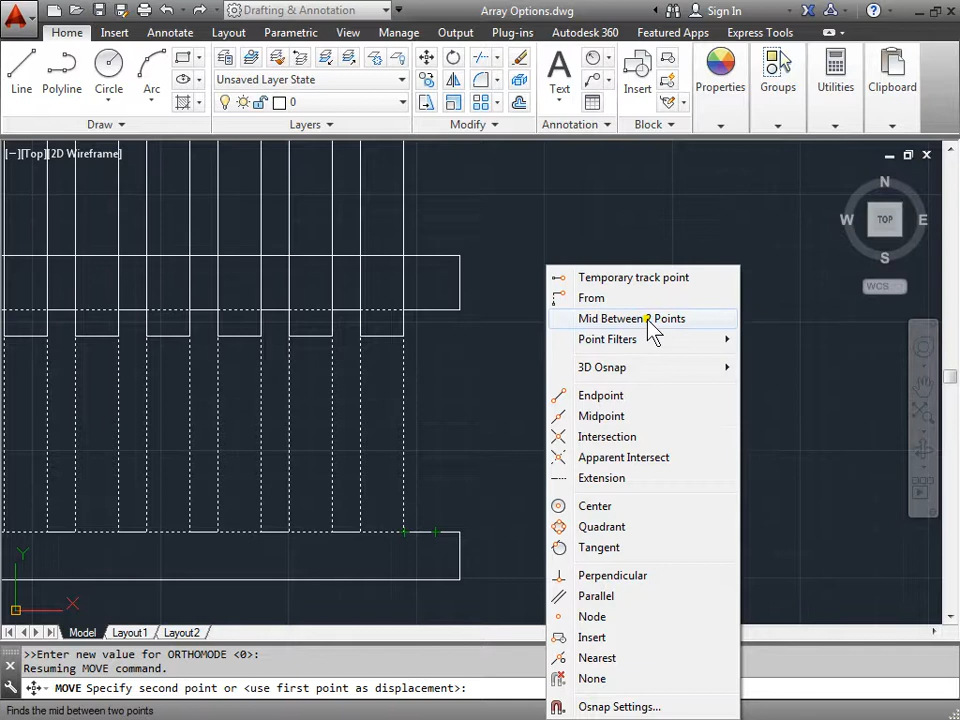 Drafting & Annotation
Array Options.dwg
Sign In
Home Insert Annotate Layout Parametric View Manage Output Plug-ins Autodesk 360 Featured Apps Express Tools
Line
Polyline
Circle
Arc
Unsaved Layer State
0
Text
Insert
Properties
Groups
Utilities
Clipboard
Draw
Layers
Modify
Annotation
Block
[−][Top][2D Wireframe]
N
W
TOP
E
S
WCS
Temporary track point
From
Mid Between 2 Points
Point Filters
3D Osnap
Endpoint
Midpoint
Intersection
Apparent Intersect
Extension
Center
Quadrant
Tangent
Perpendicular
Parallel
Node
Insert
Nearest
None
Osnap Settings...
Y
X
Model Layout1 Layout2
>>Enter new value for ORTHOMODE <0>:
Resuming MOVE command.
MOVE Specify second point or <use first point as displacement>:
Finds the mid between two points